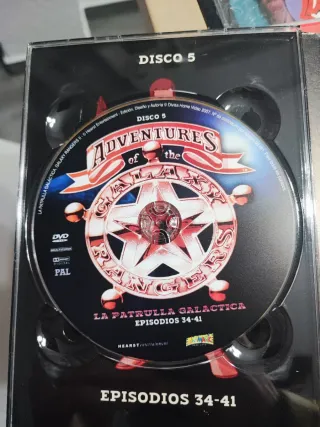 DISCO 5
DISCO 5
ADVENTURES
of the
GALAXY
RANGERS
DVD
PAL
LA PATRULLA GALACTICA
EPISODIOS 34-41
HEARST
EPISODIOS 34-41